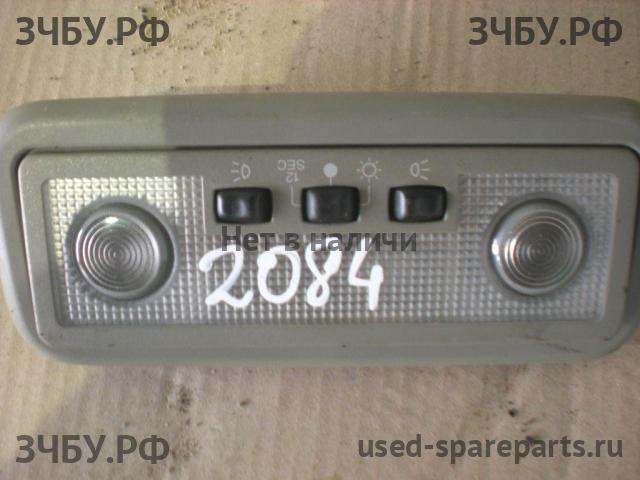 ЗЧБУ.РФ ЗЧБУ.РФ
12 SEC
Нет в наличи
2084
ЗЧБУ.РФ used-spareparts.ru